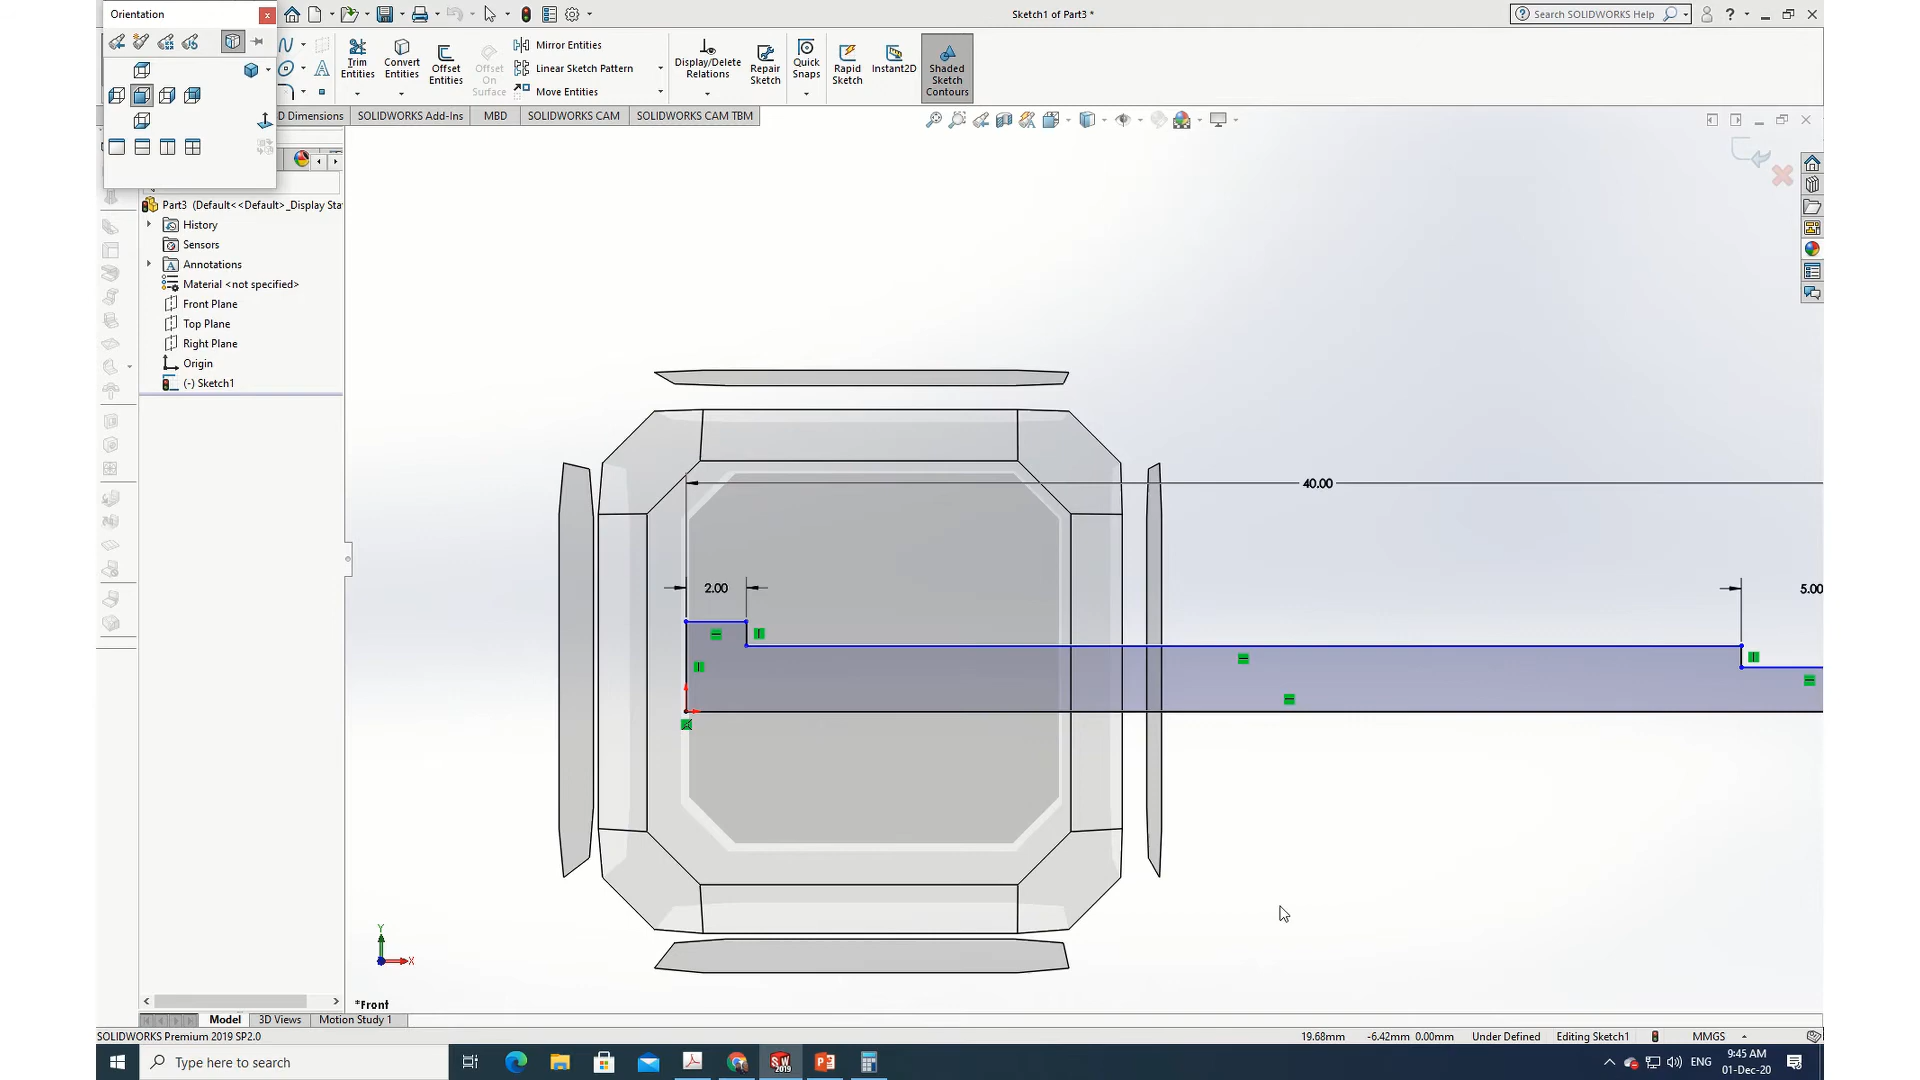 Orientation
Sketch1 of Part3 *
Search SOLIDWORKS Help
?
Trim
Entities
Convert
Entities
Offset
Entities
Offset
On
Surface
Mirror Entities
Linear Sketch Pattern
Move Entities
Display/Delete
Relations
Repair
Sketch
Quick
Snaps
Rapid
Sketch
Instant2D
Shaded
Sketch
Contours
D Dimensions
SOLIDWORKS Add-Ins
MBD
SOLIDWORKS CAM
SOLIDWORKS CAM TBM
Part3 (Default<<Default>_Display Sta
History
Sensors
Annotations
Material <not specified>
Front Plane
Top Plane
Right Plane
Origin
(-) Sketch1
40.00
2.00
5.00
Y
X
*Front
Model
3D Views
Motion Study 1
SOLIDWORKS Premium 2019 SP2.0
19.68mm
-6.42mm 0.00mm
Under Defined
Editing Sketch1
MMGS
Type here to search
SW
2019
ENG
9:45 AM
01-Dec-20